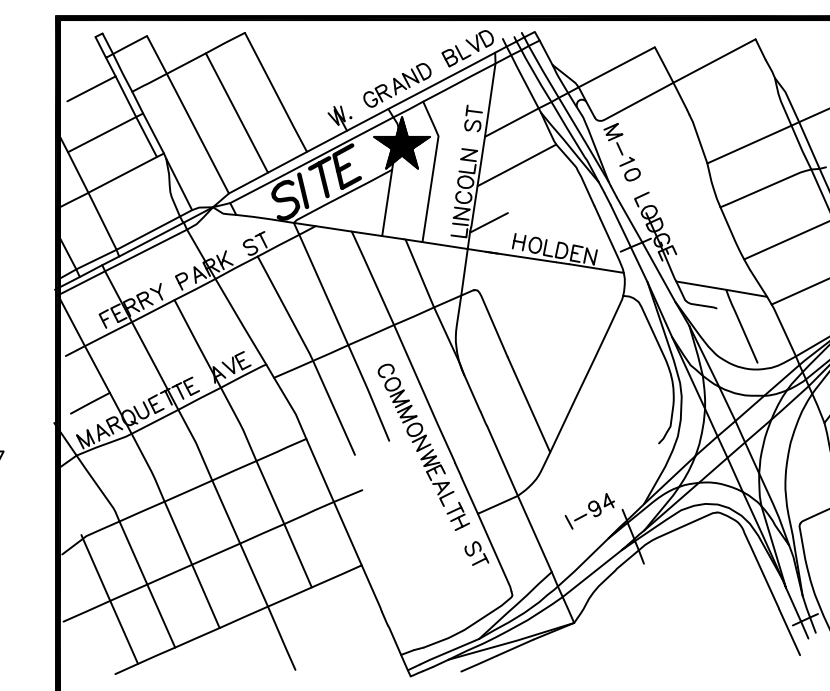 W. GRAND BLVD
SITE
LINCOLN ST
M-10 LODGE
HOLDEN
FERRY PARK ST
MARQUETTE AVE
COMMONWEALTH ST
I-94